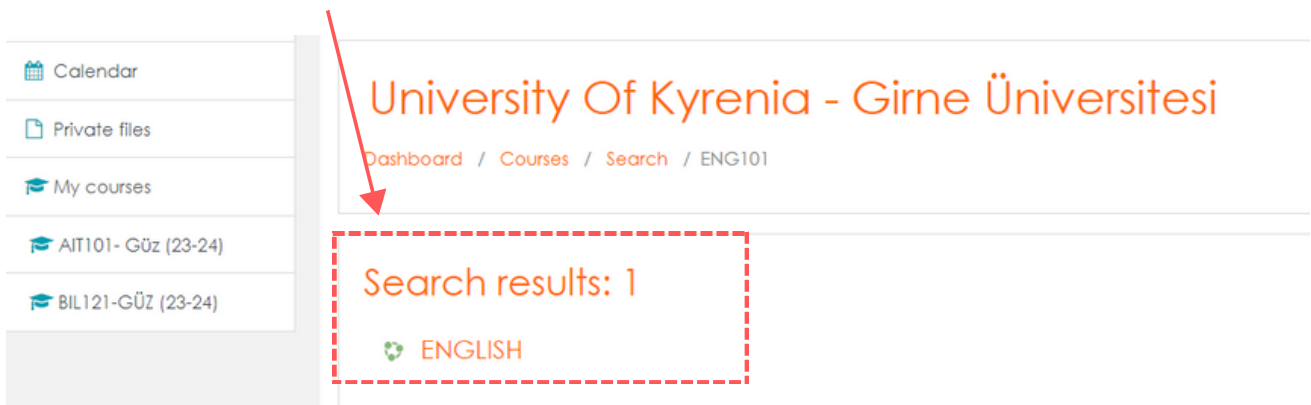 Calendar
Private files
My courses
AIT101- Güz (23-24)
BIL121-GÜZ (23-24)
University Of Kyrenia - Girne Üniversitesi
Dashboard / Courses / Search / ENG101
Search results: 1
ENGLISH